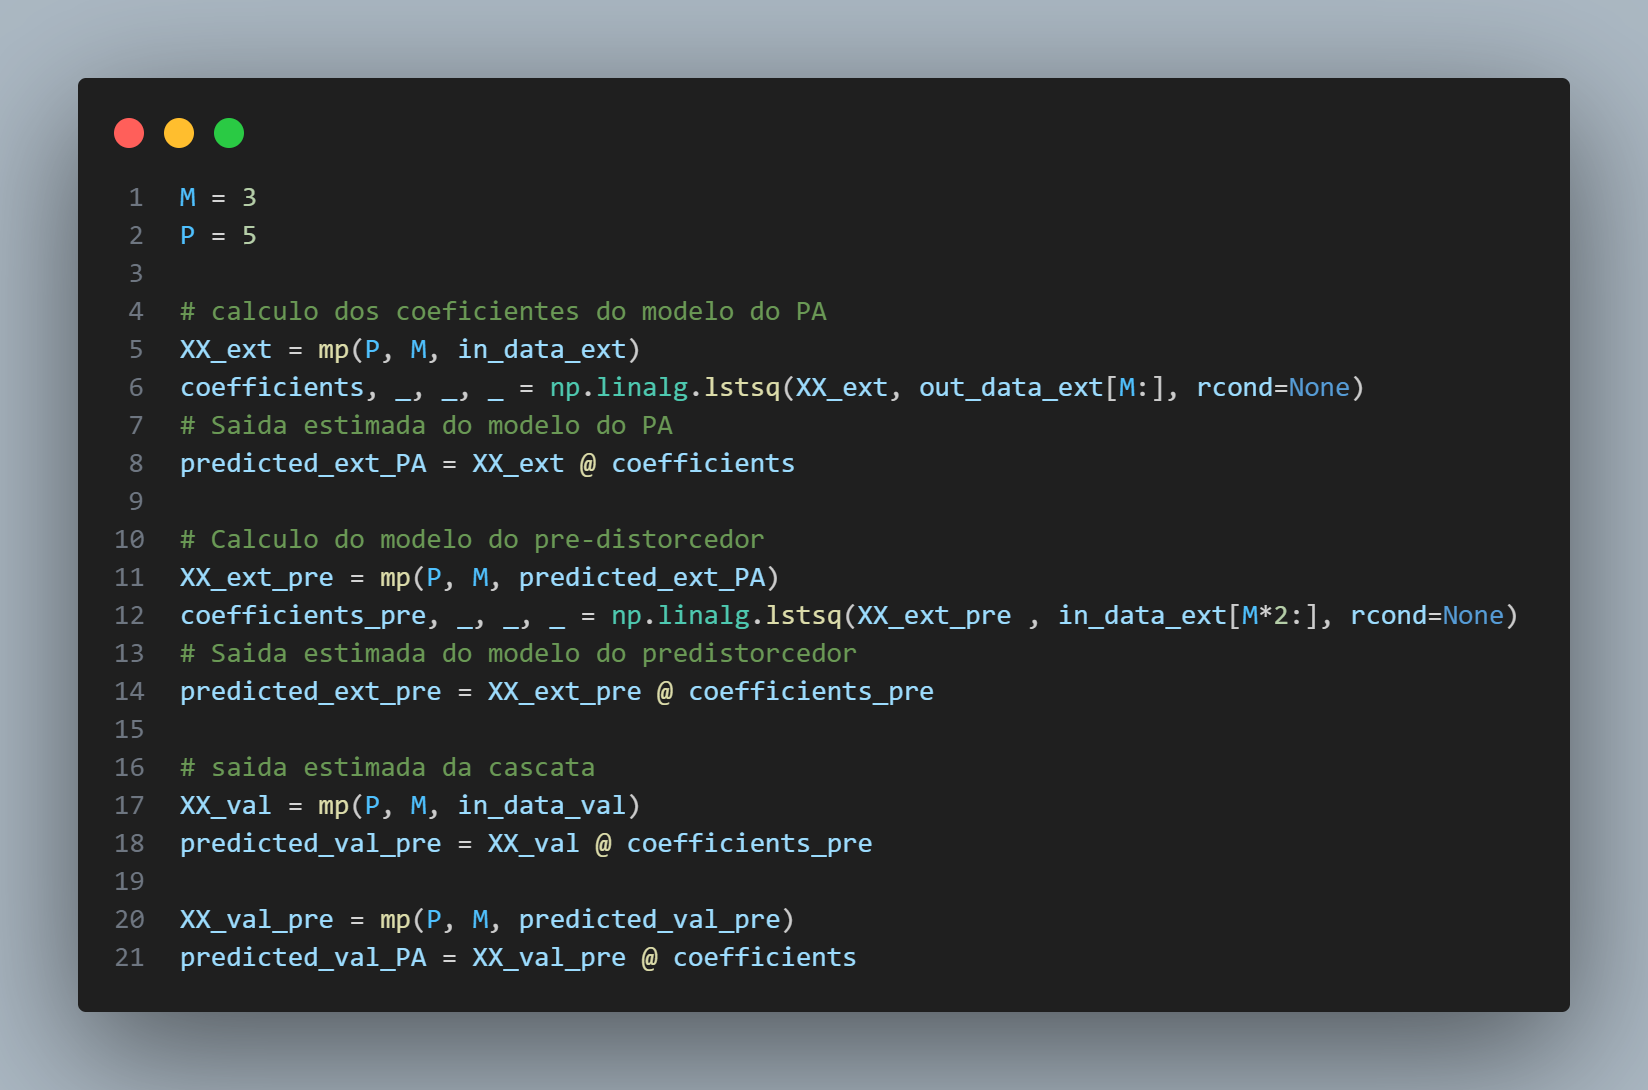 1 M = 3
2 P = 5
3
4 # calculo dos coeficientes do modelo do PA
5 XX_ext = mp(P, M, in_data_ext)
6 coefficients, _, _, _ = np.linalg.lstsq(XX_ext, out_data_ext[M:], rcond=None)
7 # Saida estimada do modelo do PA
8 predicted_ext_PA = XX_ext @ coefficients
9
10 # Calculo do modelo do pre-distorcedor
11 XX_ext_pre = mp(P, M, predicted_ext_PA)
12 coefficients_pre, _, _, _ = np.linalg.lstsq(XX_ext_pre , in_data_ext[M*2:], rcond=None)
13 # Saida estimada do modelo do predistorcedor
14 predicted_ext_pre = XX_ext_pre @ coefficients_pre
15
16 # saida estimada da cascata
17 XX_val = mp(P, M, in_data_val)
18 predicted_val_pre = XX_val @ coefficients_pre
19
20 XX_val_pre = mp(P, M, predicted_val_pre)
21 predicted_val_PA = XX_val_pre @ coefficients